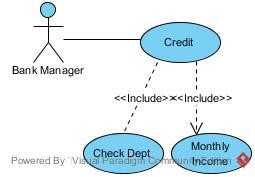 Credit
Bank Manager
<<Include>>
<<Include>>
Check Dept
Monthly
Income
Powered By Visual Paradigm Community Edition